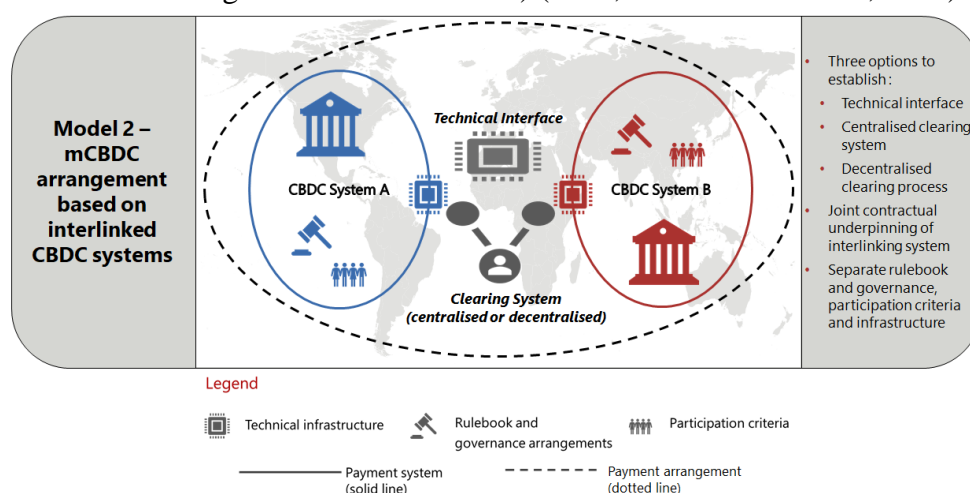 Model 2 –
mCBDC
arrangement
based on
interlinked
CBDC systems
Technical Interface
CBDC System A
CBDC System B
Clearing System
(centralised or decentralised)
• Three options to
establish:
• Technical interface
• Centralised clearing
system
• Decentralised
clearing process
• Joint contractual
underpinning of
interlinking system
• Separate rulebook
and governance,
participation criteria
and infrastructure
Legend
Technical infrastructure
Rulebook and
governance arrangements
Participation criteria
Payment system
(solid line)
Payment arrangement
(dotted line)